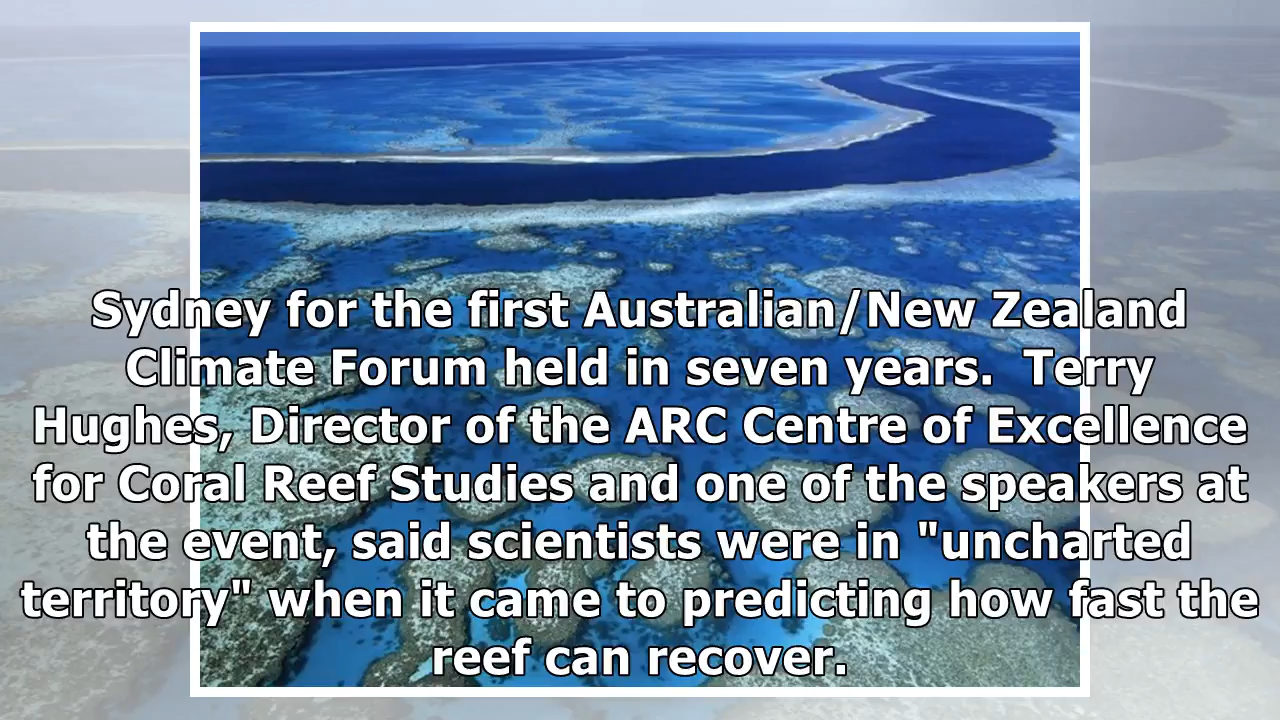 Sydney for the first Australian/New Zealand
Climate Forum held in seven years.  Terry
Hughes, Director of the ARC Centre of Excellence
for Coral Reef Studies and one of the speakers at
the event, said scientists were in "uncharted
territory" when it came to predicting how fast the
reef can recover.